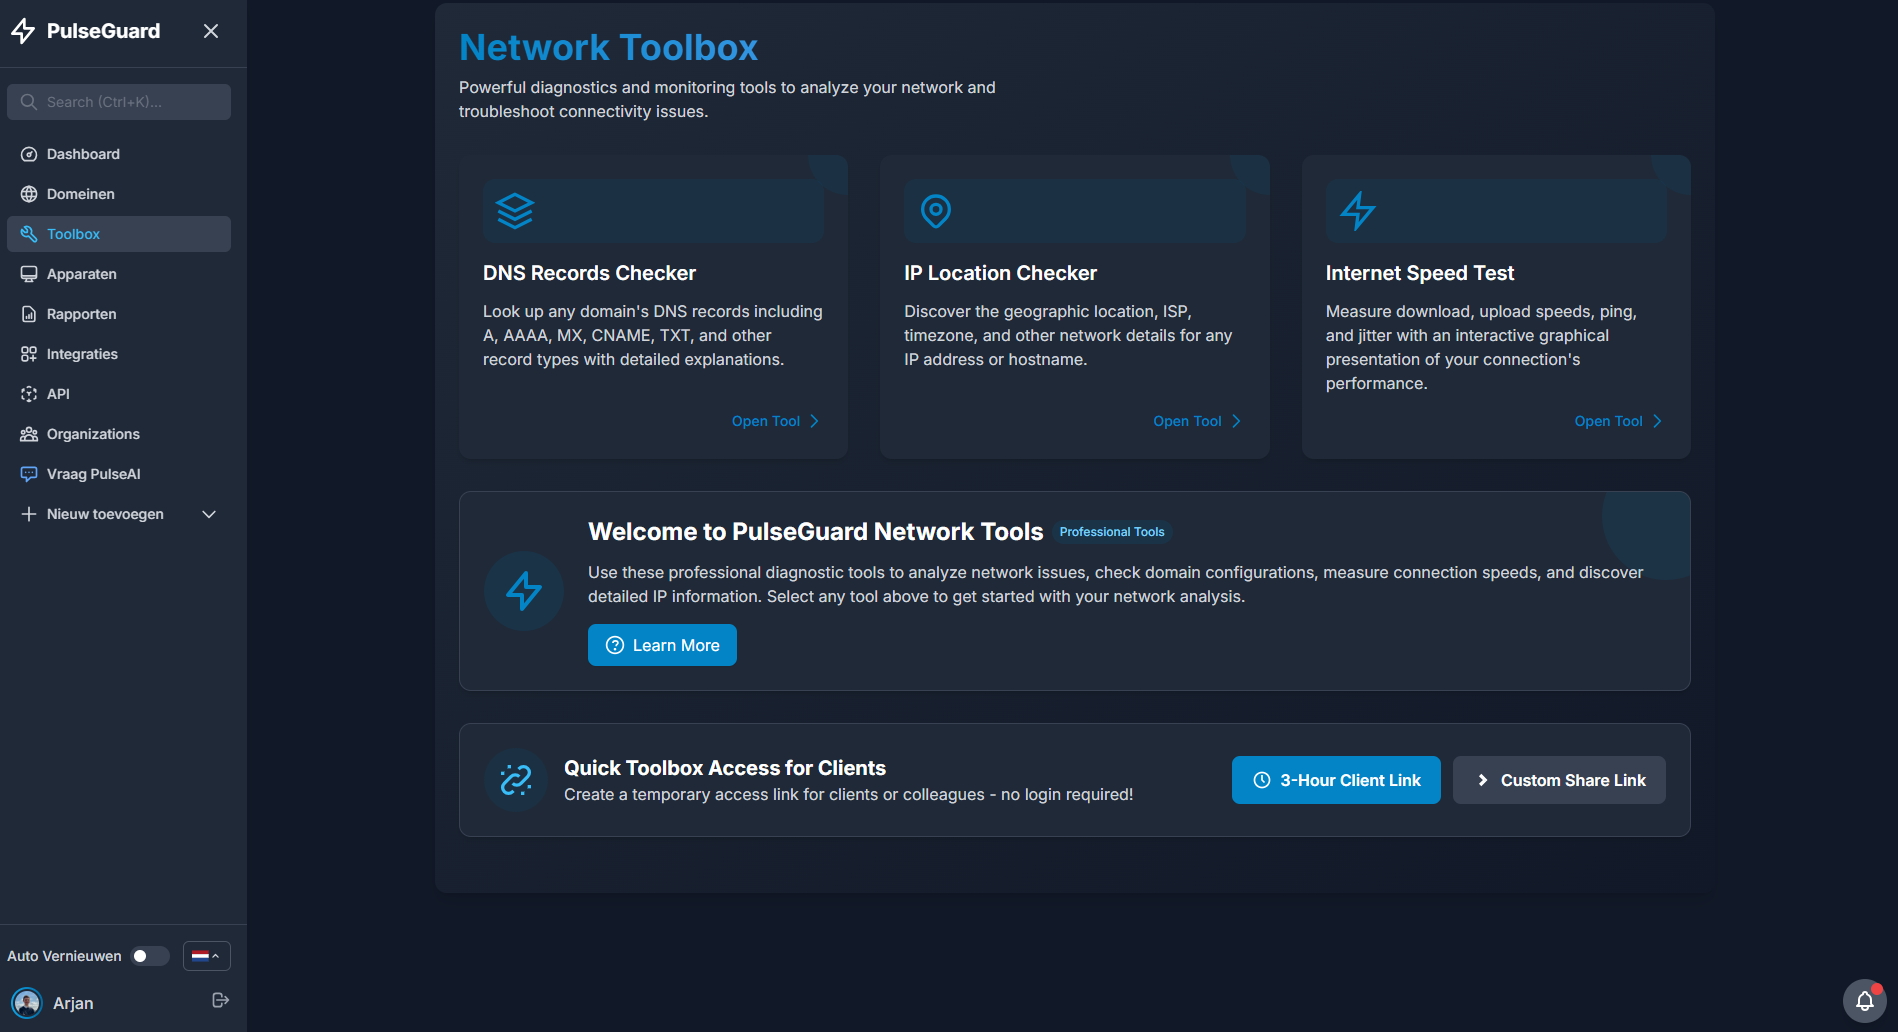 PulseGuard
Search (Ctrl+K)...
Dashboard
Domeinen
Toolbox
Apparaten
Rapporten
Integraties
API
Organizations
Vraag PulseAI
Nieuw toevoegen
Auto Vernieuwen
Arjan
Network Toolbox
Powerful diagnostics and monitoring tools to analyze your network and
troubleshoot connectivity issues.
DNS Records Checker
Look up any domain's DNS records including
A, AAAA, MX, CNAME, TXT, and other
record types with detailed explanations.
Open Tool
IP Location Checker
Discover the geographic location, ISP,
timezone, and other network details for any
IP address or hostname.
Open Tool
Internet Speed Test
Measure download, upload speeds, ping,
and jitter with an interactive graphical
presentation of your connection's
performance.
Open Tool
Welcome to PulseGuard Network Tools Professional Tools
Use these professional diagnostic tools to analyze network issues, check domain configurations, measure connection speeds, and discover
detailed IP information. Select any tool above to get started with your network analysis.
Learn More
Quick Toolbox Access for Clients
Create a temporary access link for clients or colleagues - no login required!
3-Hour Client Link
Custom Share Link